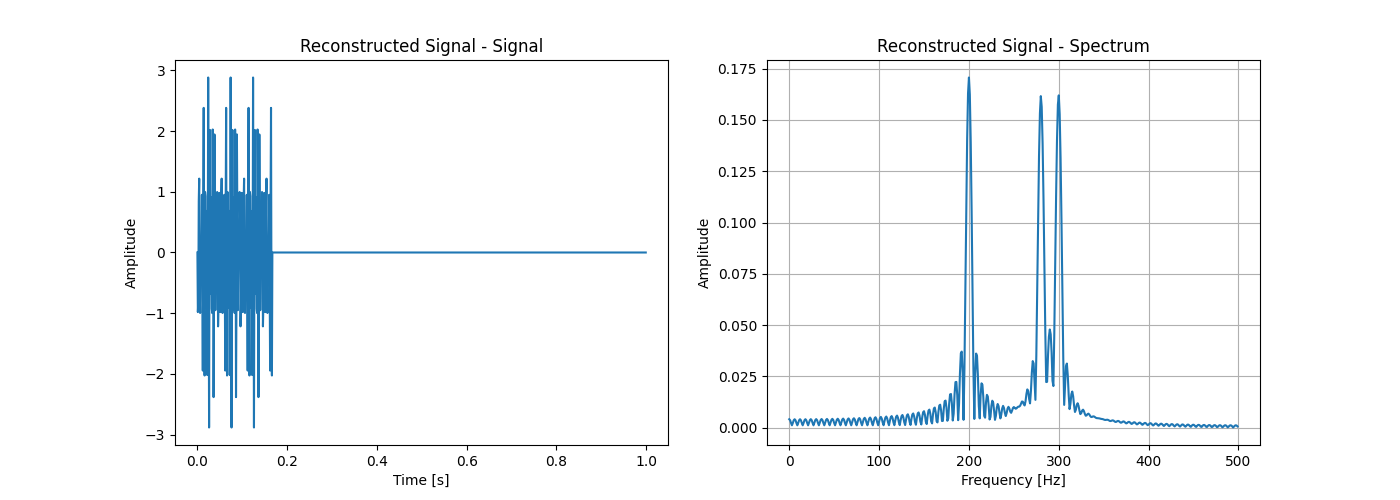 Reconstructed Signal - Signal
3
2
1
0
−1
−2
−3
Amplitude
0.0 0.2 0.4 0.6 0.8 1.0
Time [s]
Reconstructed Signal - Spectrum
0.175
0.150
0.125
0.100
0.075
0.050
0.025
0.000
Amplitude
0 100 200 300 400 500
Frequency [Hz]